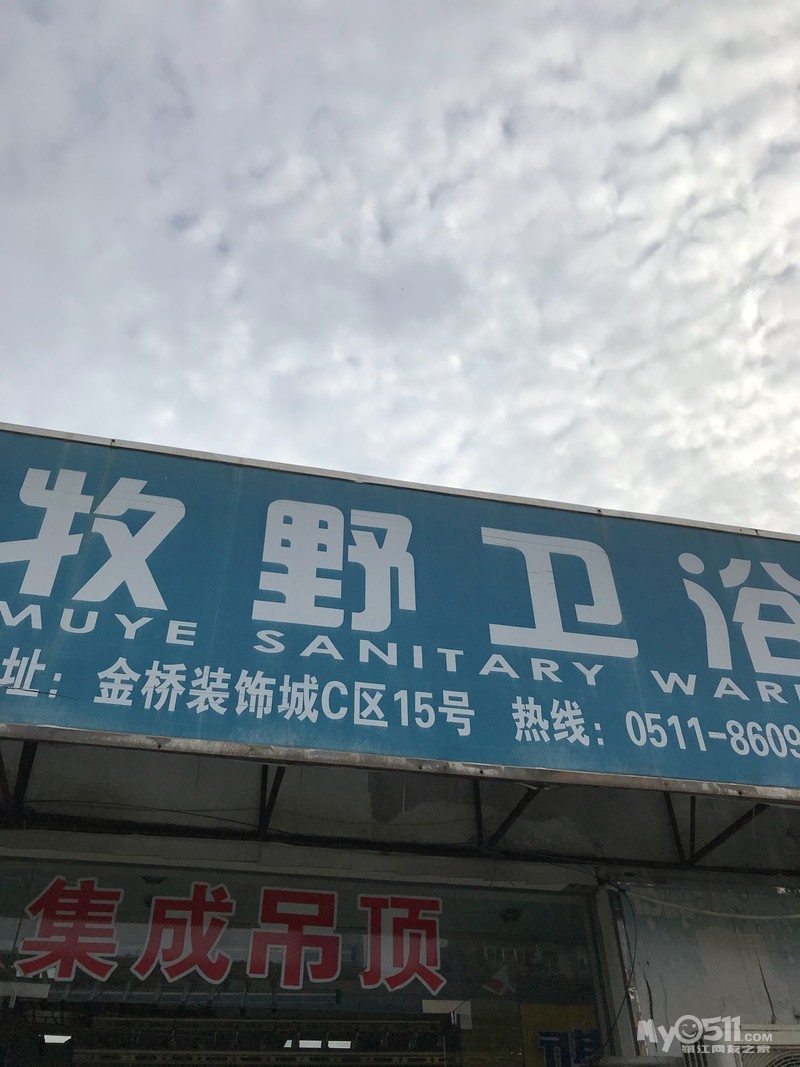 牧野卫浴
MUYE SANITARY WAR
址：金桥装饰城C区15号 热线：0511-8609
集成吊顶
MY0511.COM
镇江网友之家